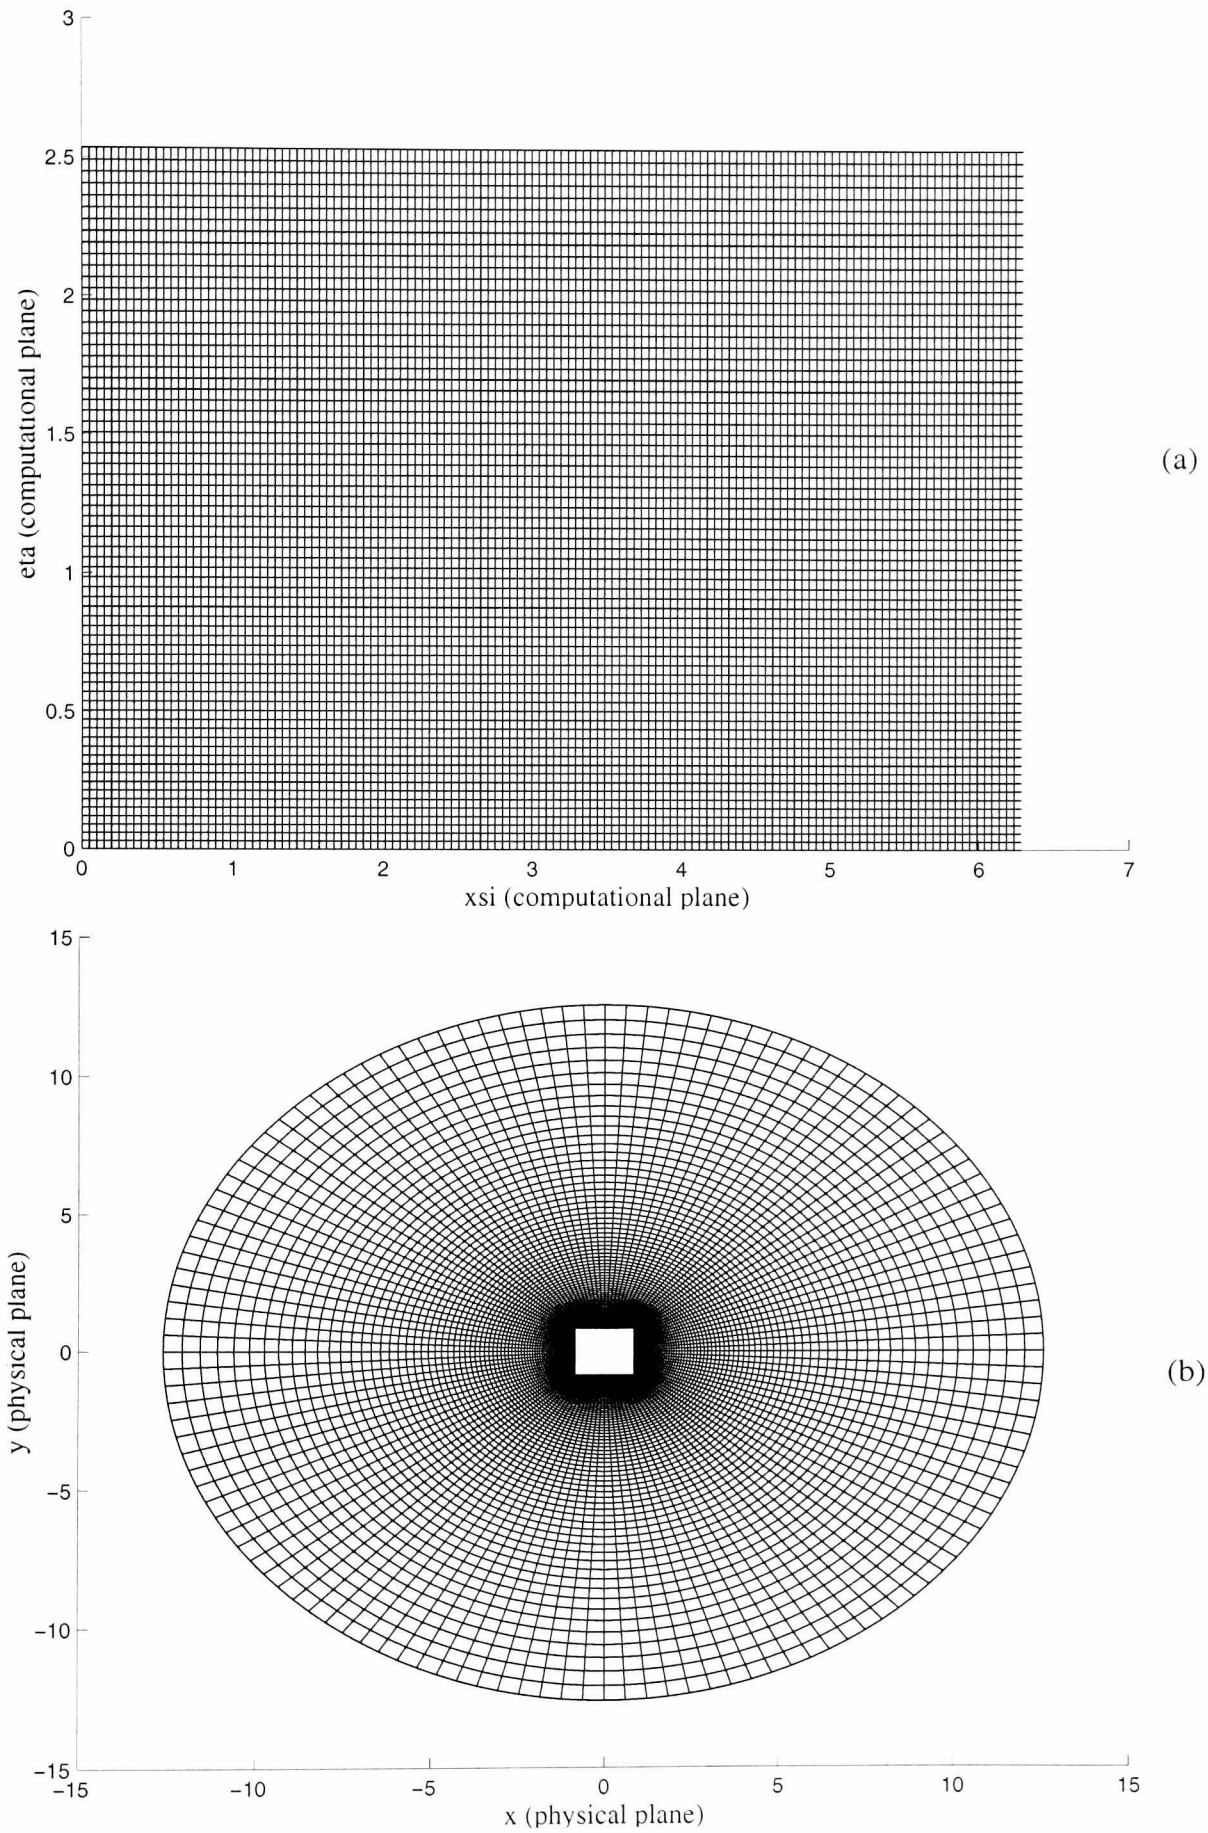 3
2.5
2
1.5
1
0.5
0
eta (computational plane)
(a)
0 1 2 3 4 5 6 7
xsi (computational plane)
15
10
5
0
−5
−10
−15
y (physical plane)
(b)
−15 −10 −5 0 5 10 15
x (physical plane)